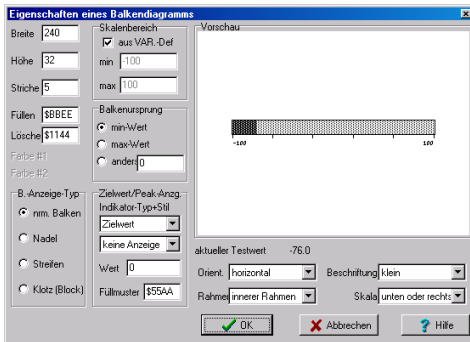 Eigenschaften eines Balkendiagramms
Breite 240
Höhe 32
Striche 5
Füllen $BBEE
Lösche $1144
Farbe #1
Farbe #2
Skalenbereich
aus VAR.-Def
min -100
max 100
Balkenursprung
min-Wert
max-Wert
anders 0
B.-Anzeige-Typ
nrm. Balken
Nadel
Streifen
Klotz (Block)
Zielwert/Peak-Anzg.
Indikator-Typ+Stil
Zielwert
keine Anzeige
Wert 0
Füllmuster $55AA
Vorschau
-100 100
aktueller Testwert -76.0
Orient. horizontal Beschriftung klein
Rahmen innerer Rahmen Skala unten oder rechts
OK Abbrechen Hilfe